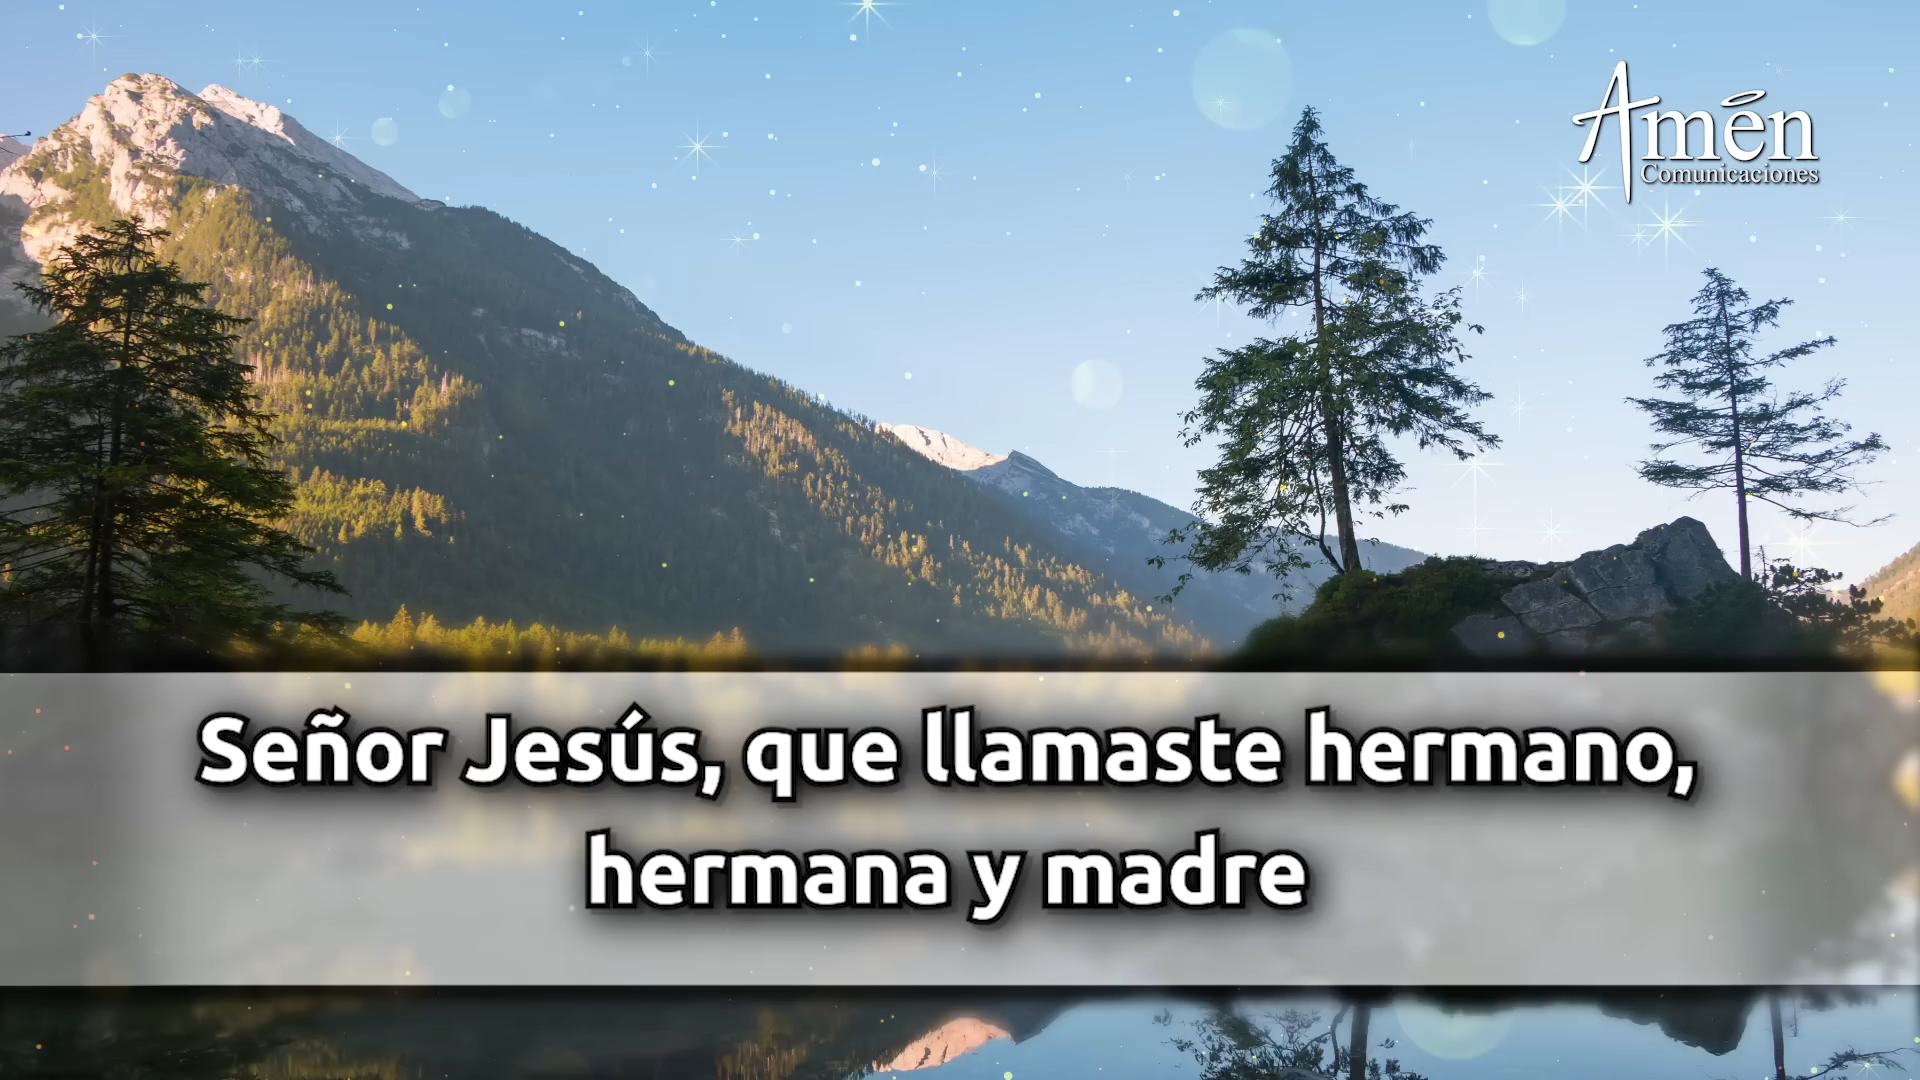 Amén
Comunicaciones
Señor Jesús, que llamaste hermano,
hermana y madre